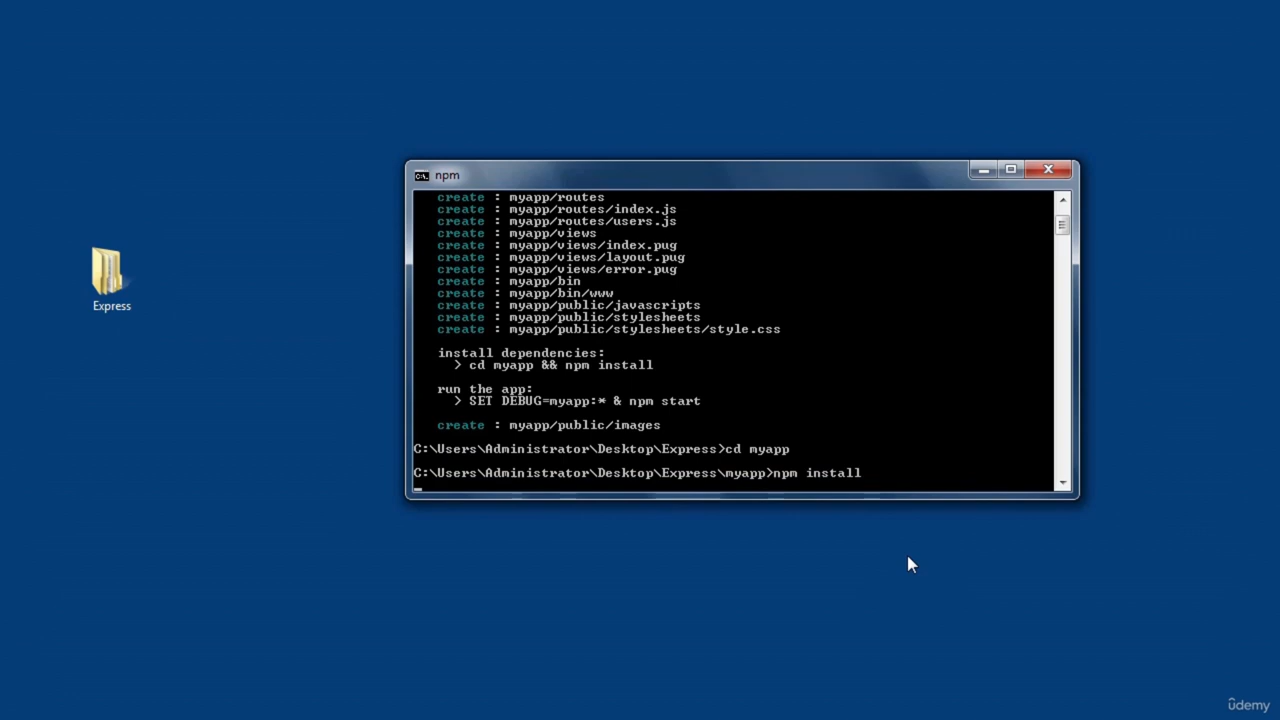 npm
create : myapp/routes
create : myapp/routes/index.js
create : myapp/routes/users.js
create : myapp/views
create : myapp/views/index.pug
create : myapp/views/layout.pug
create : myapp/views/error.pug
create : myapp/bin
create : myapp/bin/www
create : myapp/public/javascripts
create : myapp/public/stylesheets
create : myapp/public/stylesheets/style.css
install dependencies:
> cd myapp && npm install
run the app:
> SET DEBUG=myapp:* & npm start
create : myapp/public/images
C:\Users\Administrator\Desktop\Express>cd myapp
C:\Users\Administrator\Desktop\Express\myapp>npm install
Express
udemy